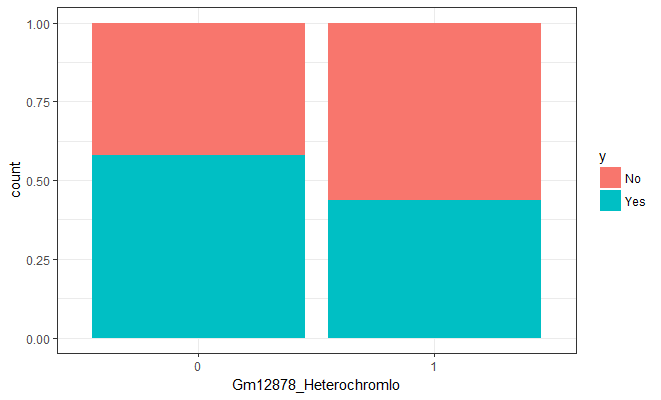 1.00
0.75
0.50
0.25
0.00
count
0
1
Gm12878_Heterochromlo
y
No
Yes